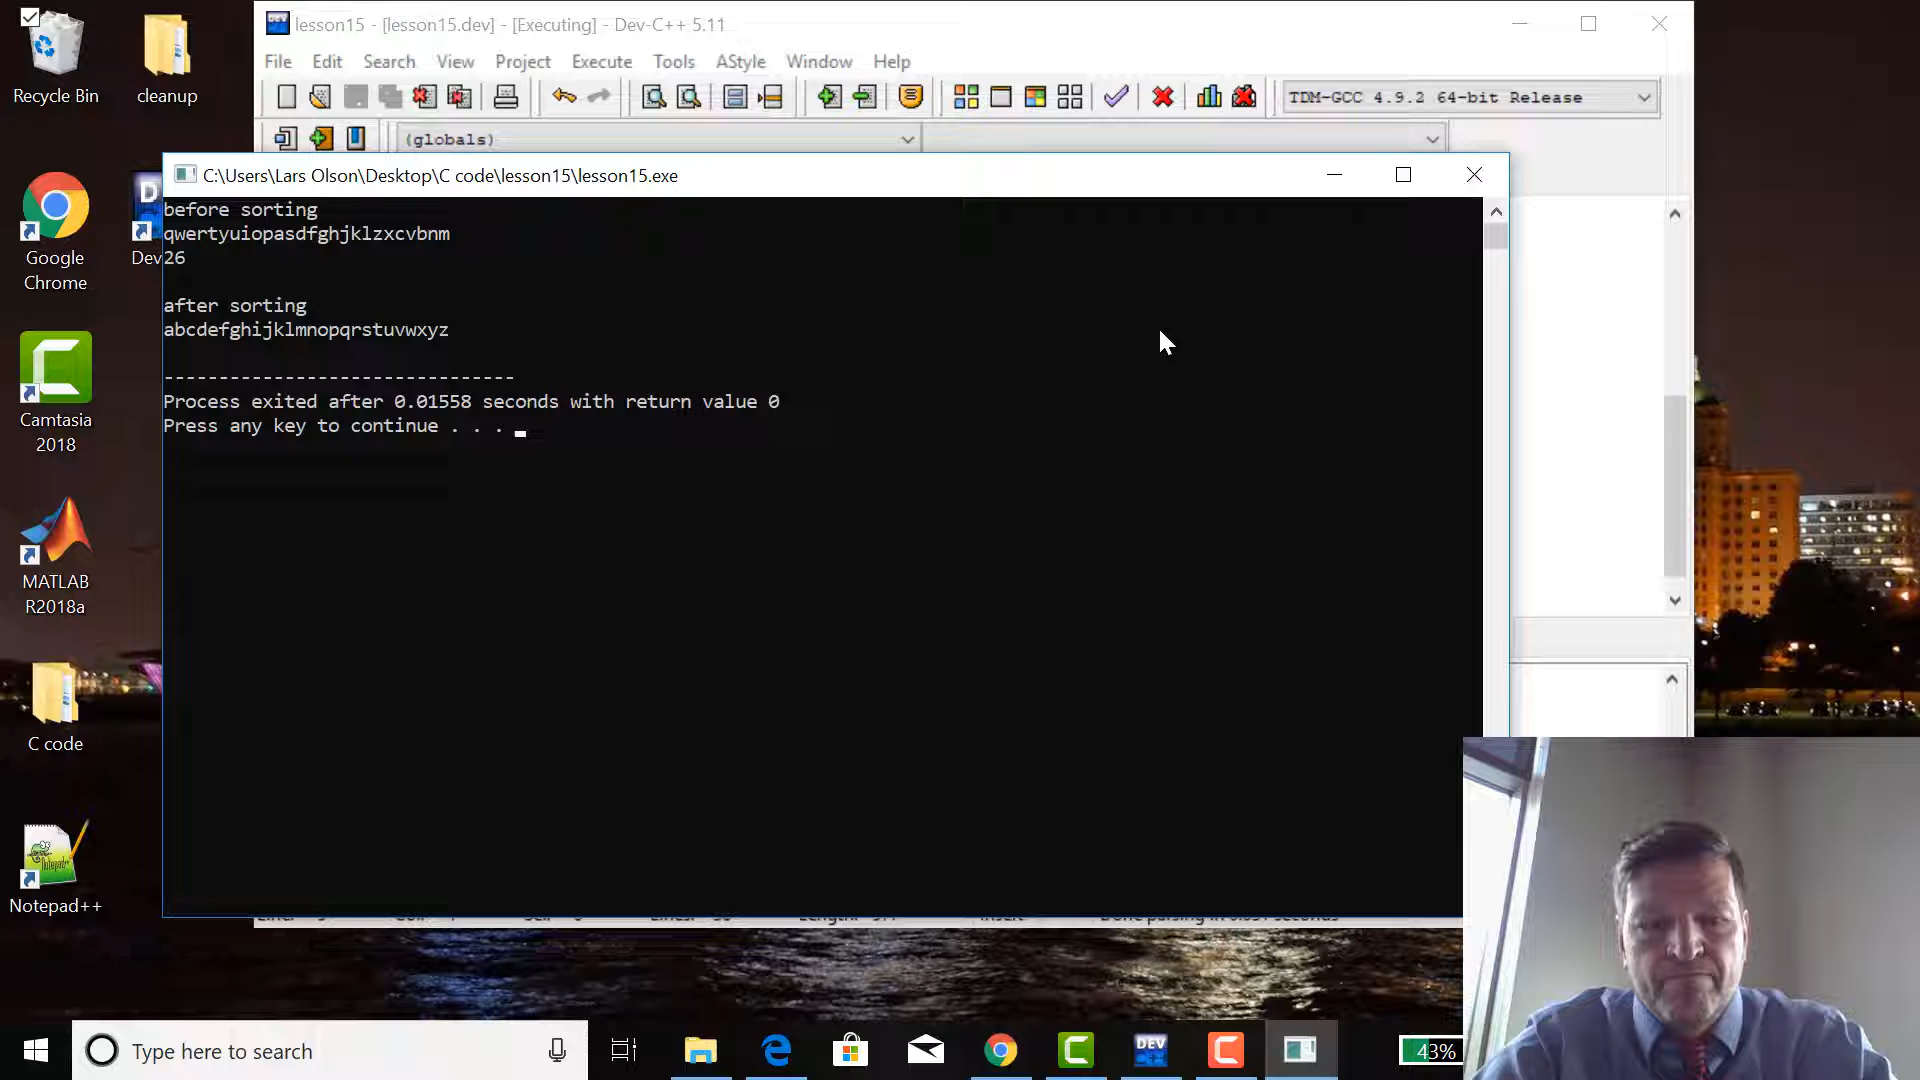 lesson15 - [lesson15.dev] - [Executing] - Dev-C++ 5.11
File Edit Search View Project Execute Tools AStyle Window Help
TDM-GCC 4.9.2 64-bit Release
(globals)
C:\Users\Lars Olson\Desktop\C code\lesson15\lesson15.exe
before sorting
qwertyuiopasdfghjklzxcvbnm
26
after sorting
abcdefghijklmnopqrstuvwxyz
--------------------------------
Process exited after 0.01558 seconds with return value 0
Press any key to continue . . .
Recycle Bin
cleanup
Google
Chrome
Dev
Camtasia
2018
MATLAB
R2018a
C code
Notepad++
Type here to search
DEV
43%